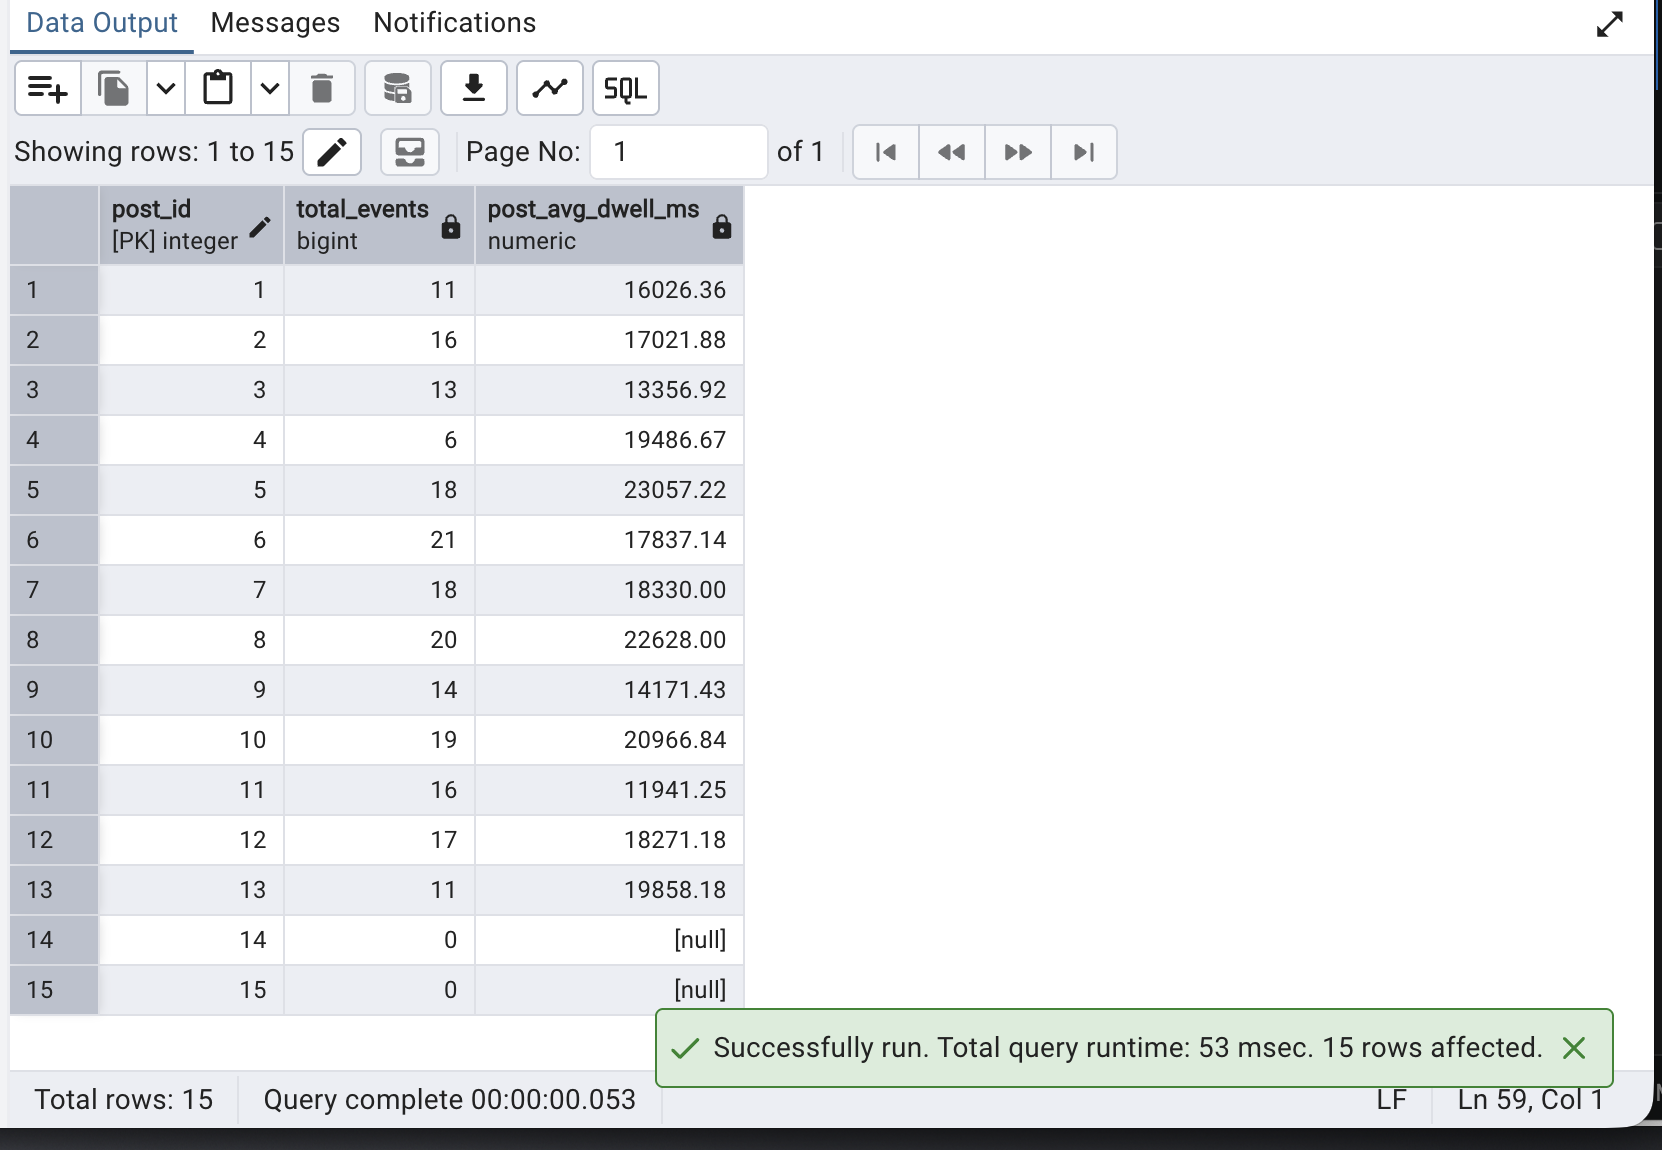 Data Output Messages Notifications
SQL
Showing rows: 1 to 15 Page No: 1 of 1
post_id total_events post_avg_dwell_ms
[PK] integer bigint numeric
1 1 11 16026.36
2 2 16 17021.88
3 3 13 13356.92
4 4 6 19486.67
5 5 18 23057.22
6 6 21 17837.14
7 7 18 18330.00
8 8 20 22628.00
9 9 14 14171.43
10 10 19 20966.84
11 11 16 11941.25
12 12 17 18271.18
13 13 11 19858.18
14 14 0 [null]
15 15 0 [null]
Successfully run. Total query runtime: 53 msec. 15 rows affected.
Total rows: 15 Query complete 00:00:00.053 LF Ln 59, Col 1